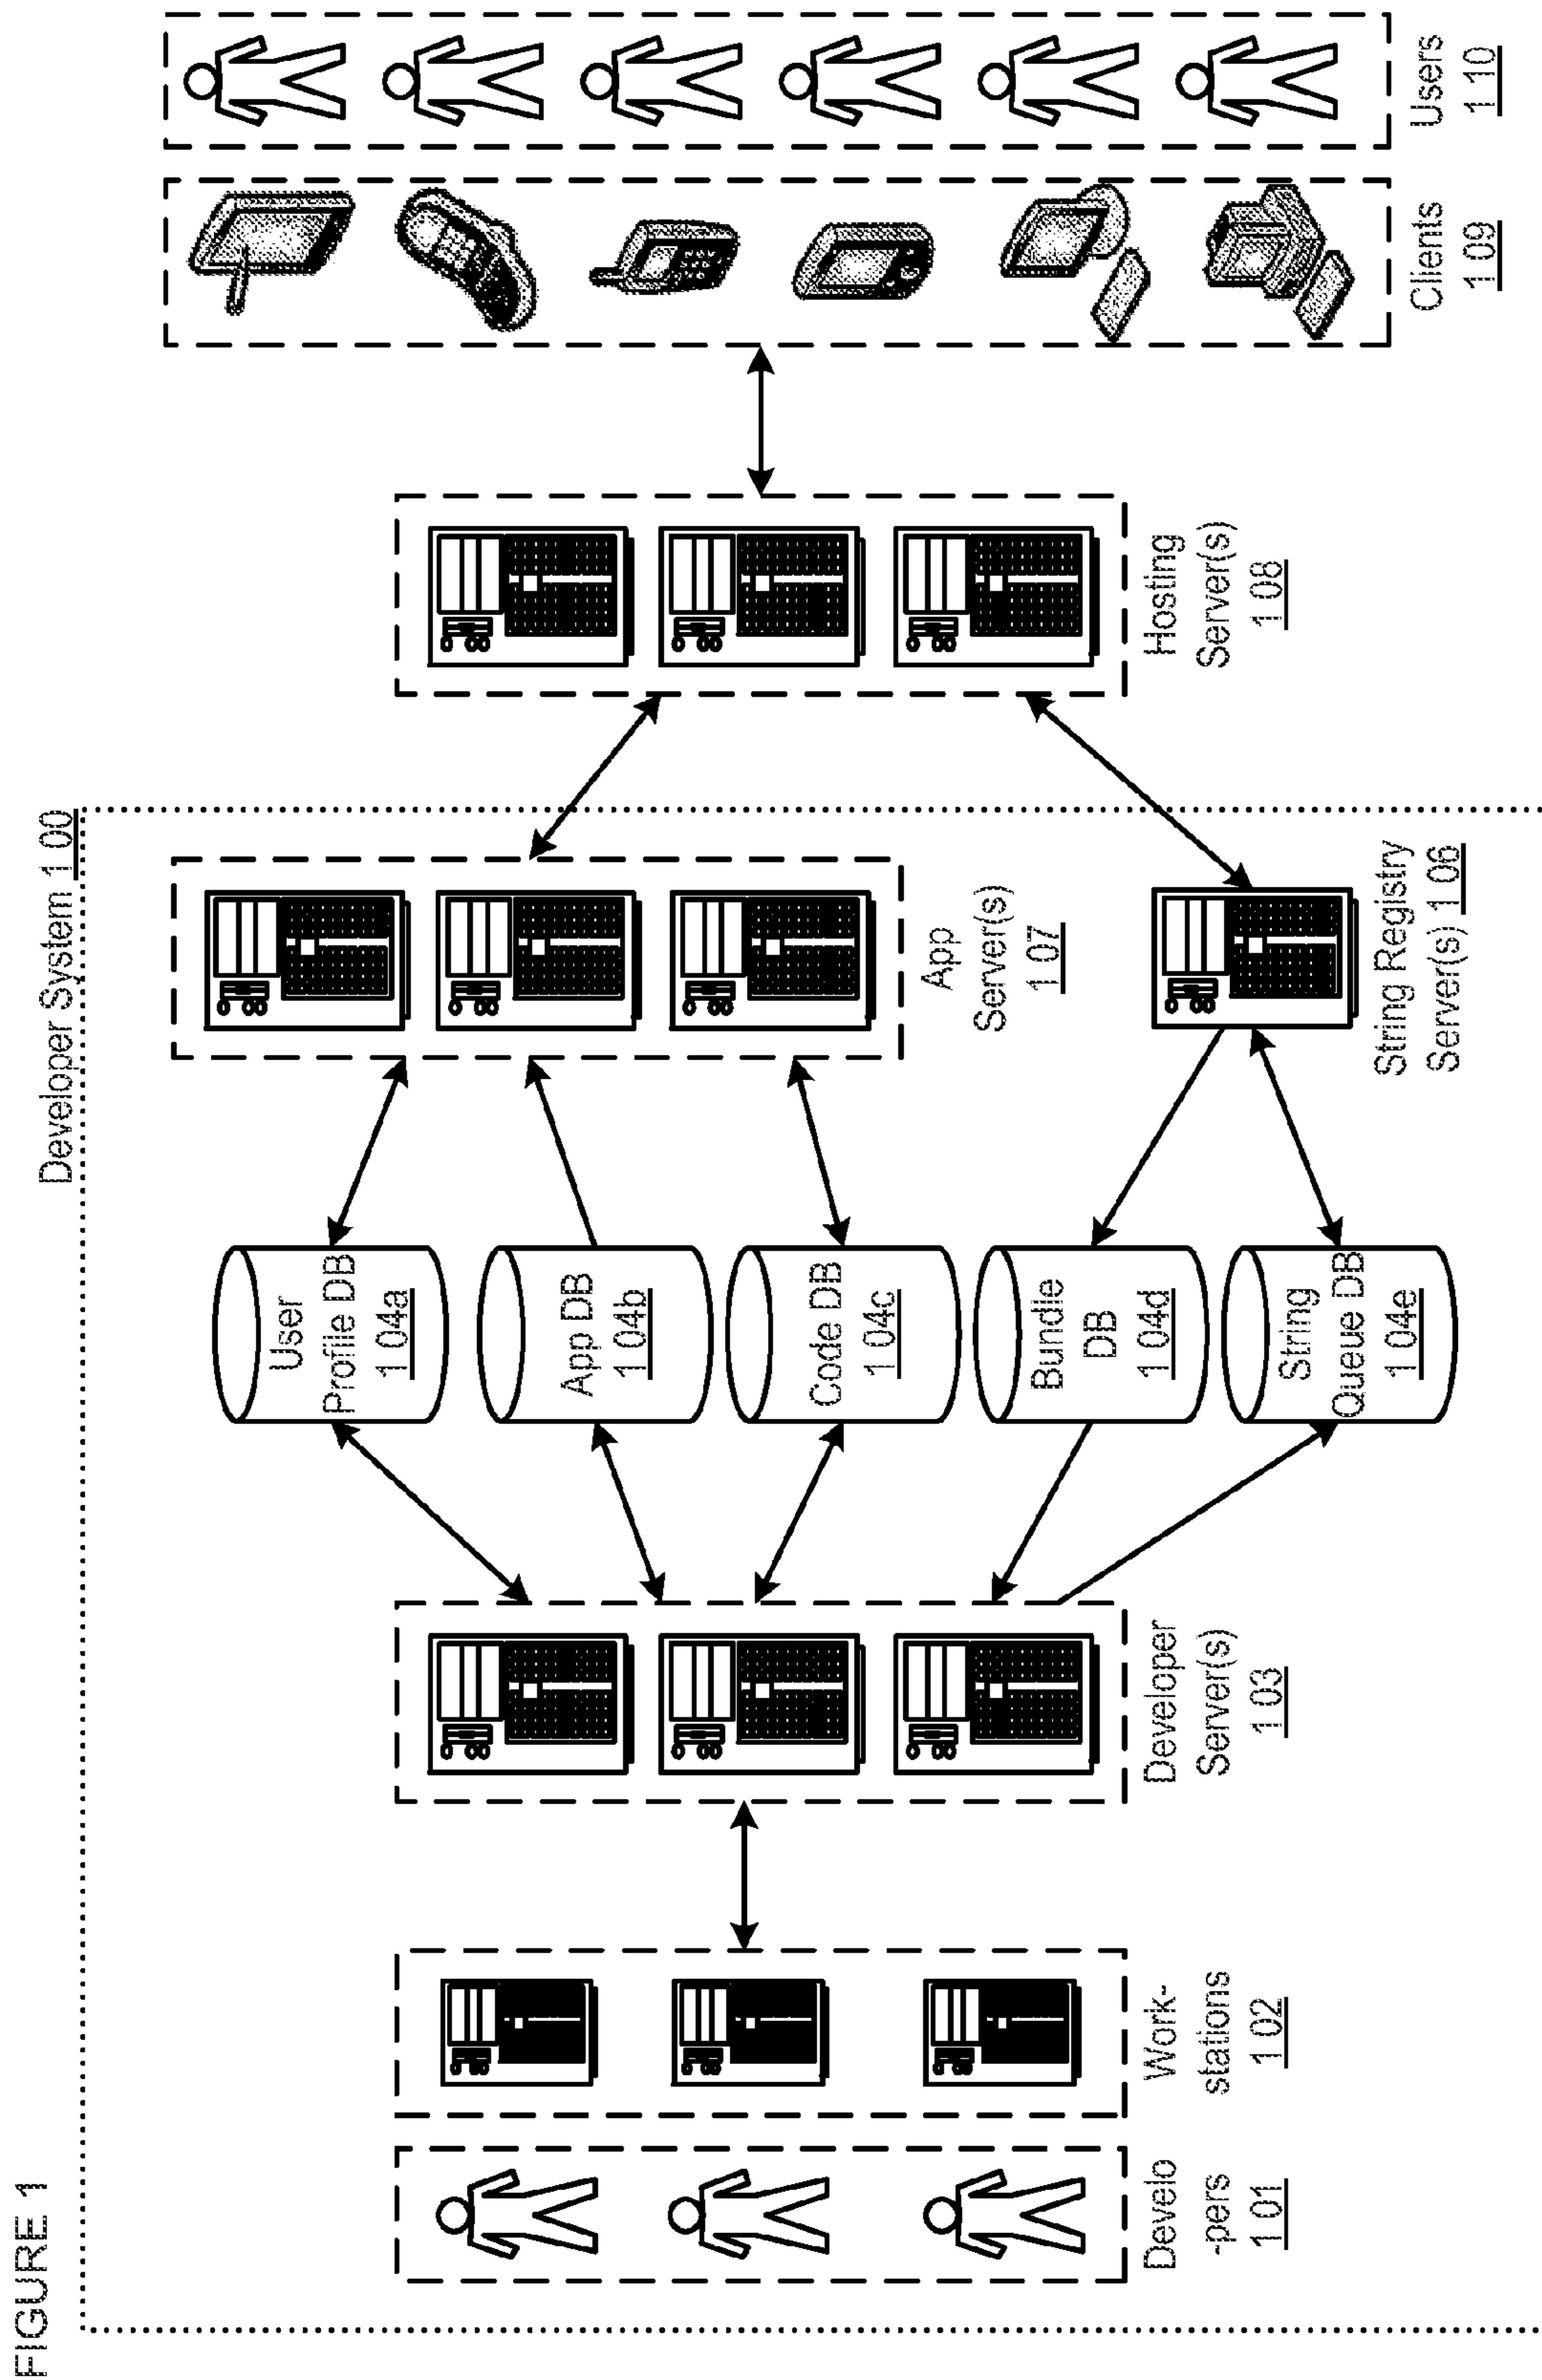 FIGURE 1
Developer System 100
Develo
-pers
101
Work-
stations
102
Developer
Server(s)
103
User
Profile DB
104a
App DB
104b
Code DB
104c
Bundle
DB
104d
String
Queue DB
104e
App
Server(s)
107
String Registry
Server(s) 106
Hosting
Server(s)
108
Clients
109
Users
110